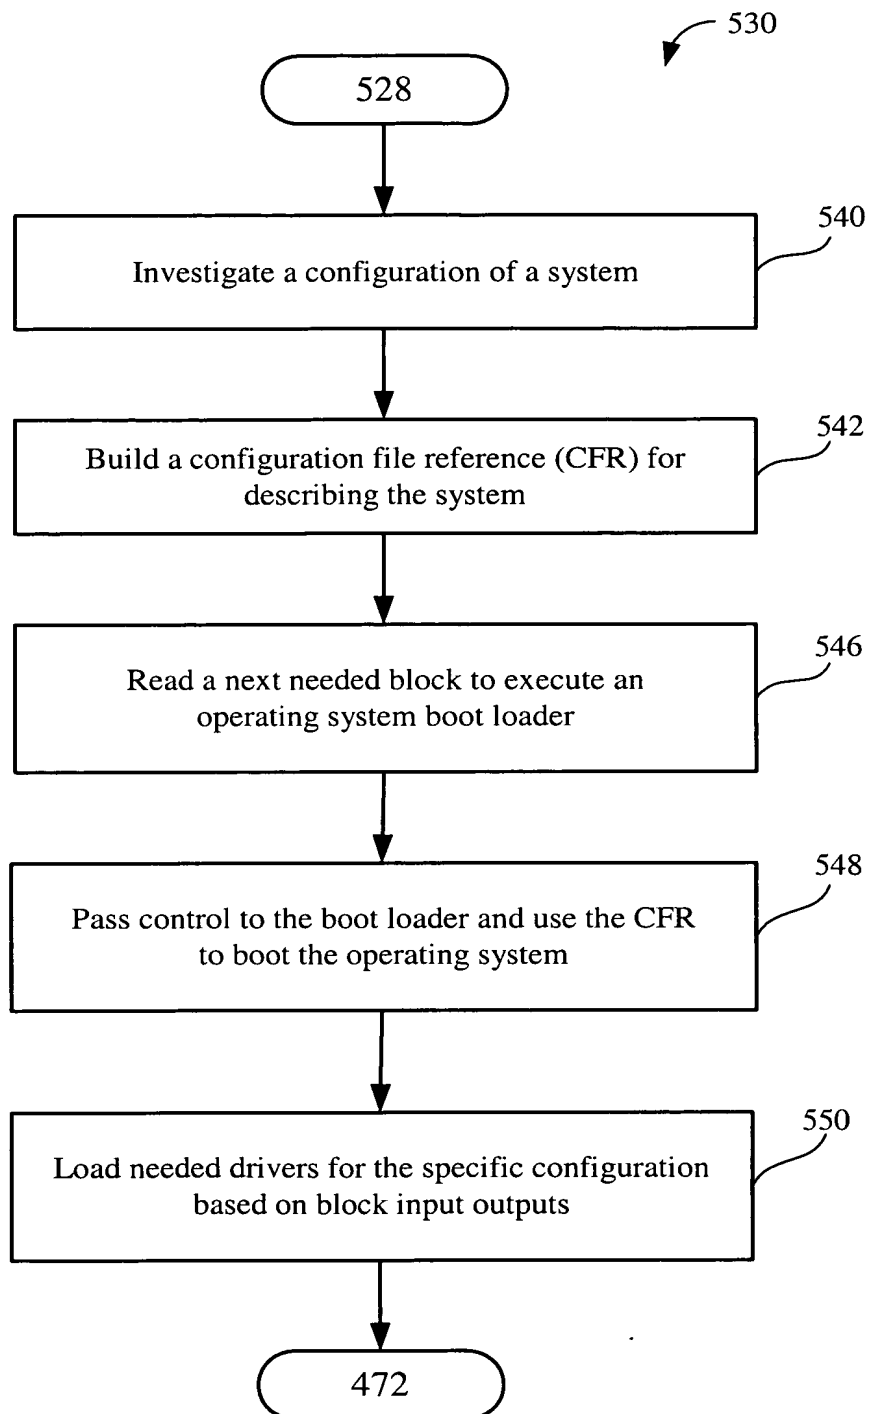 530
528
540
Investigate a configuration of a system
542
Build a configuration file reference (CFR) for
describing the system
546
Read a next needed block to execute an
operating system boot loader
548
Pass control to the boot loader and use the CFR
to boot the operating system
550
Load needed drivers for the specific configuration
based on block input outputs
472